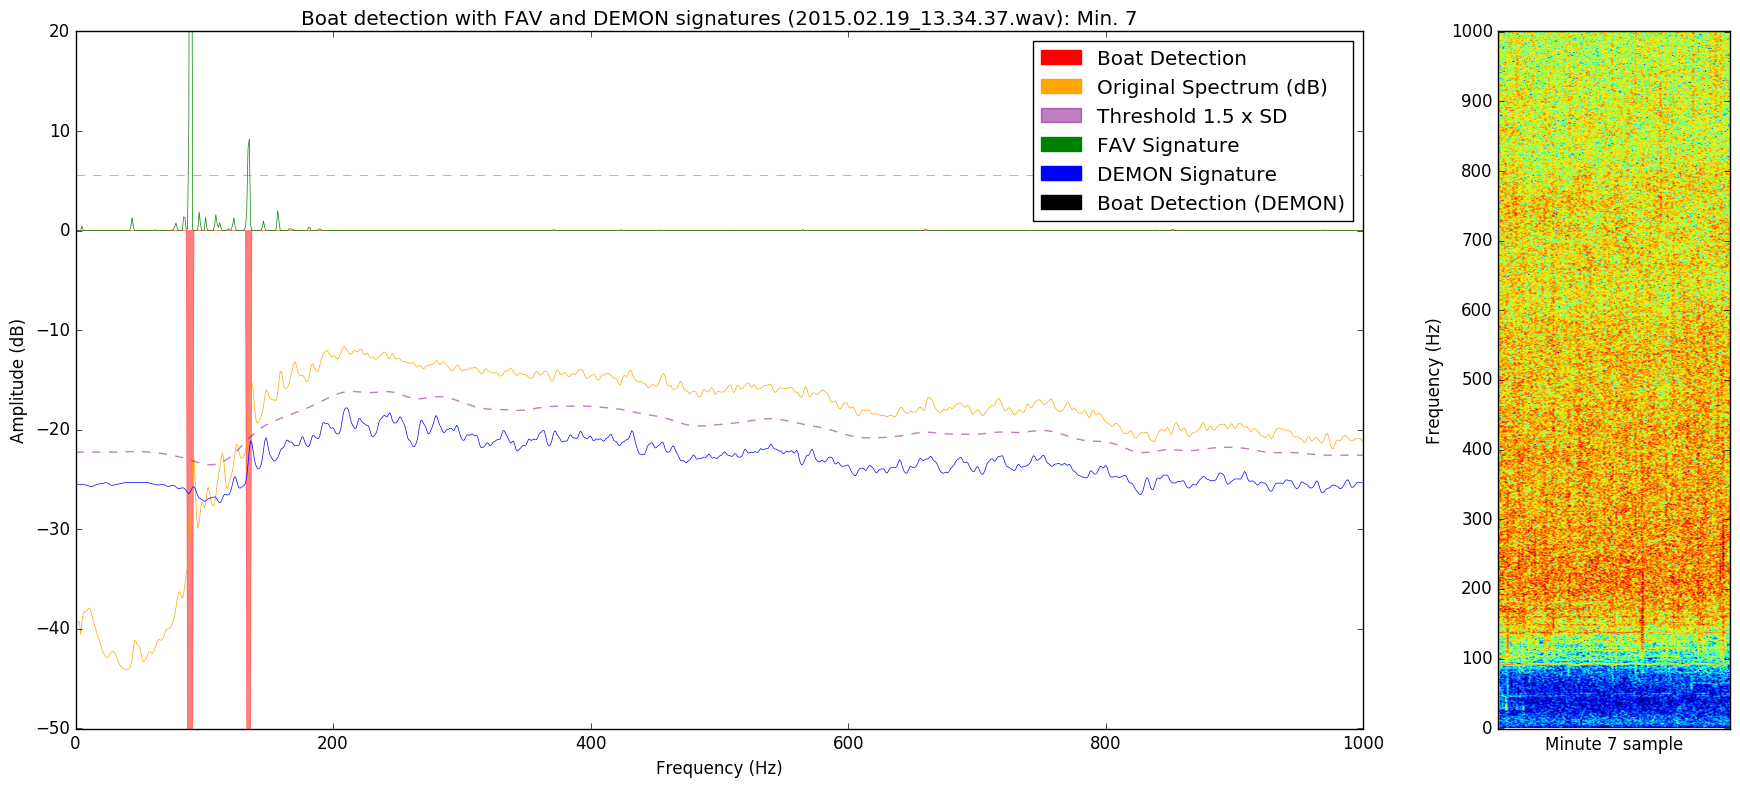 Boat detection with FAV and DEMON signatures (2015.02.19_13.34.37.wav): Min. 7
20
10
0
−10
−20
−30
−40
−50
Amplitude (dB)
Boat Detection
Original Spectrum (dB)
Threshold 1.5 x SD
FAV Signature
DEMON Signature
Boat Detection (DEMON)
0 200 400 600 800 1000
Frequency (Hz)
1000
900
800
700
600
500
400
300
200
100
0
Frequency (Hz)
Minute 7 sample